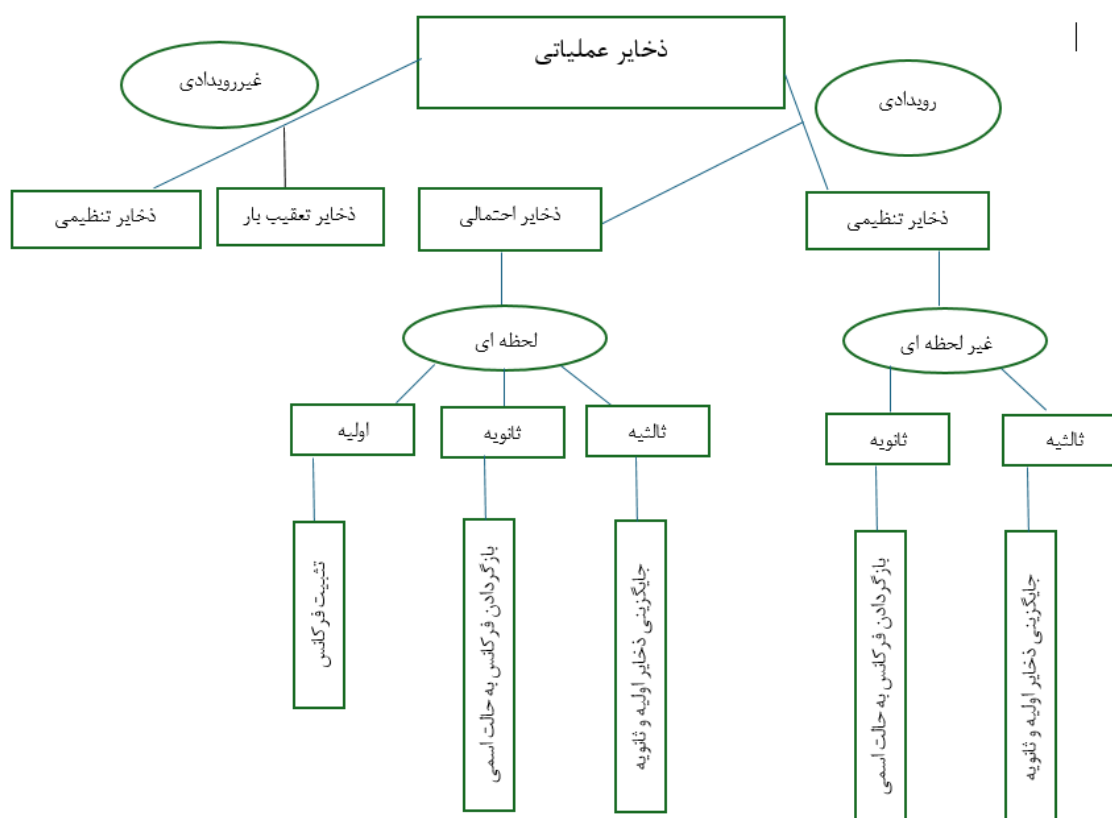 ذخایر عملیاتی
رویدادی
غیررویدادی
ذخایر تنظیمی
ذخایر احتمالی
ذخایر تعقیب بار
ذخایر تنظیمی
غیر لحظه ای
لحظه ای
ثالثیه
ثانویه
ثالثیه
ثانویه
اولیه
جایگزینی ذخایر اولیه و ثانویه
بازگردادن فرکانس به حالت اسمی
جایگزینی ذخایر اولیه و ثانویه
بازگردادن فرکانس به حالت اسمی
تثبیت فرکانس